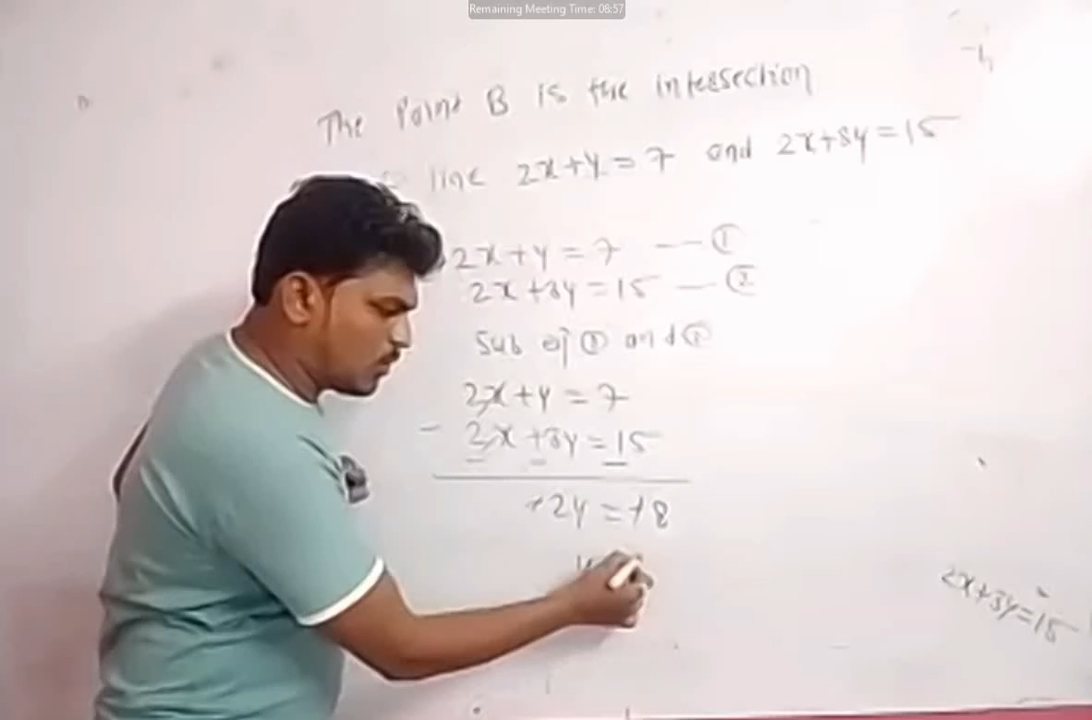 Remaining Meeting Time: 08:57
The Point B is the intersection
line 2x+y=7 and 2x+3y=15
2x+y=7 — ①
2x+3y=15 — ②
Sub eq ① and ②
2x+y=7
- 2x+3y=15
+2y=+8
2x+3y=15